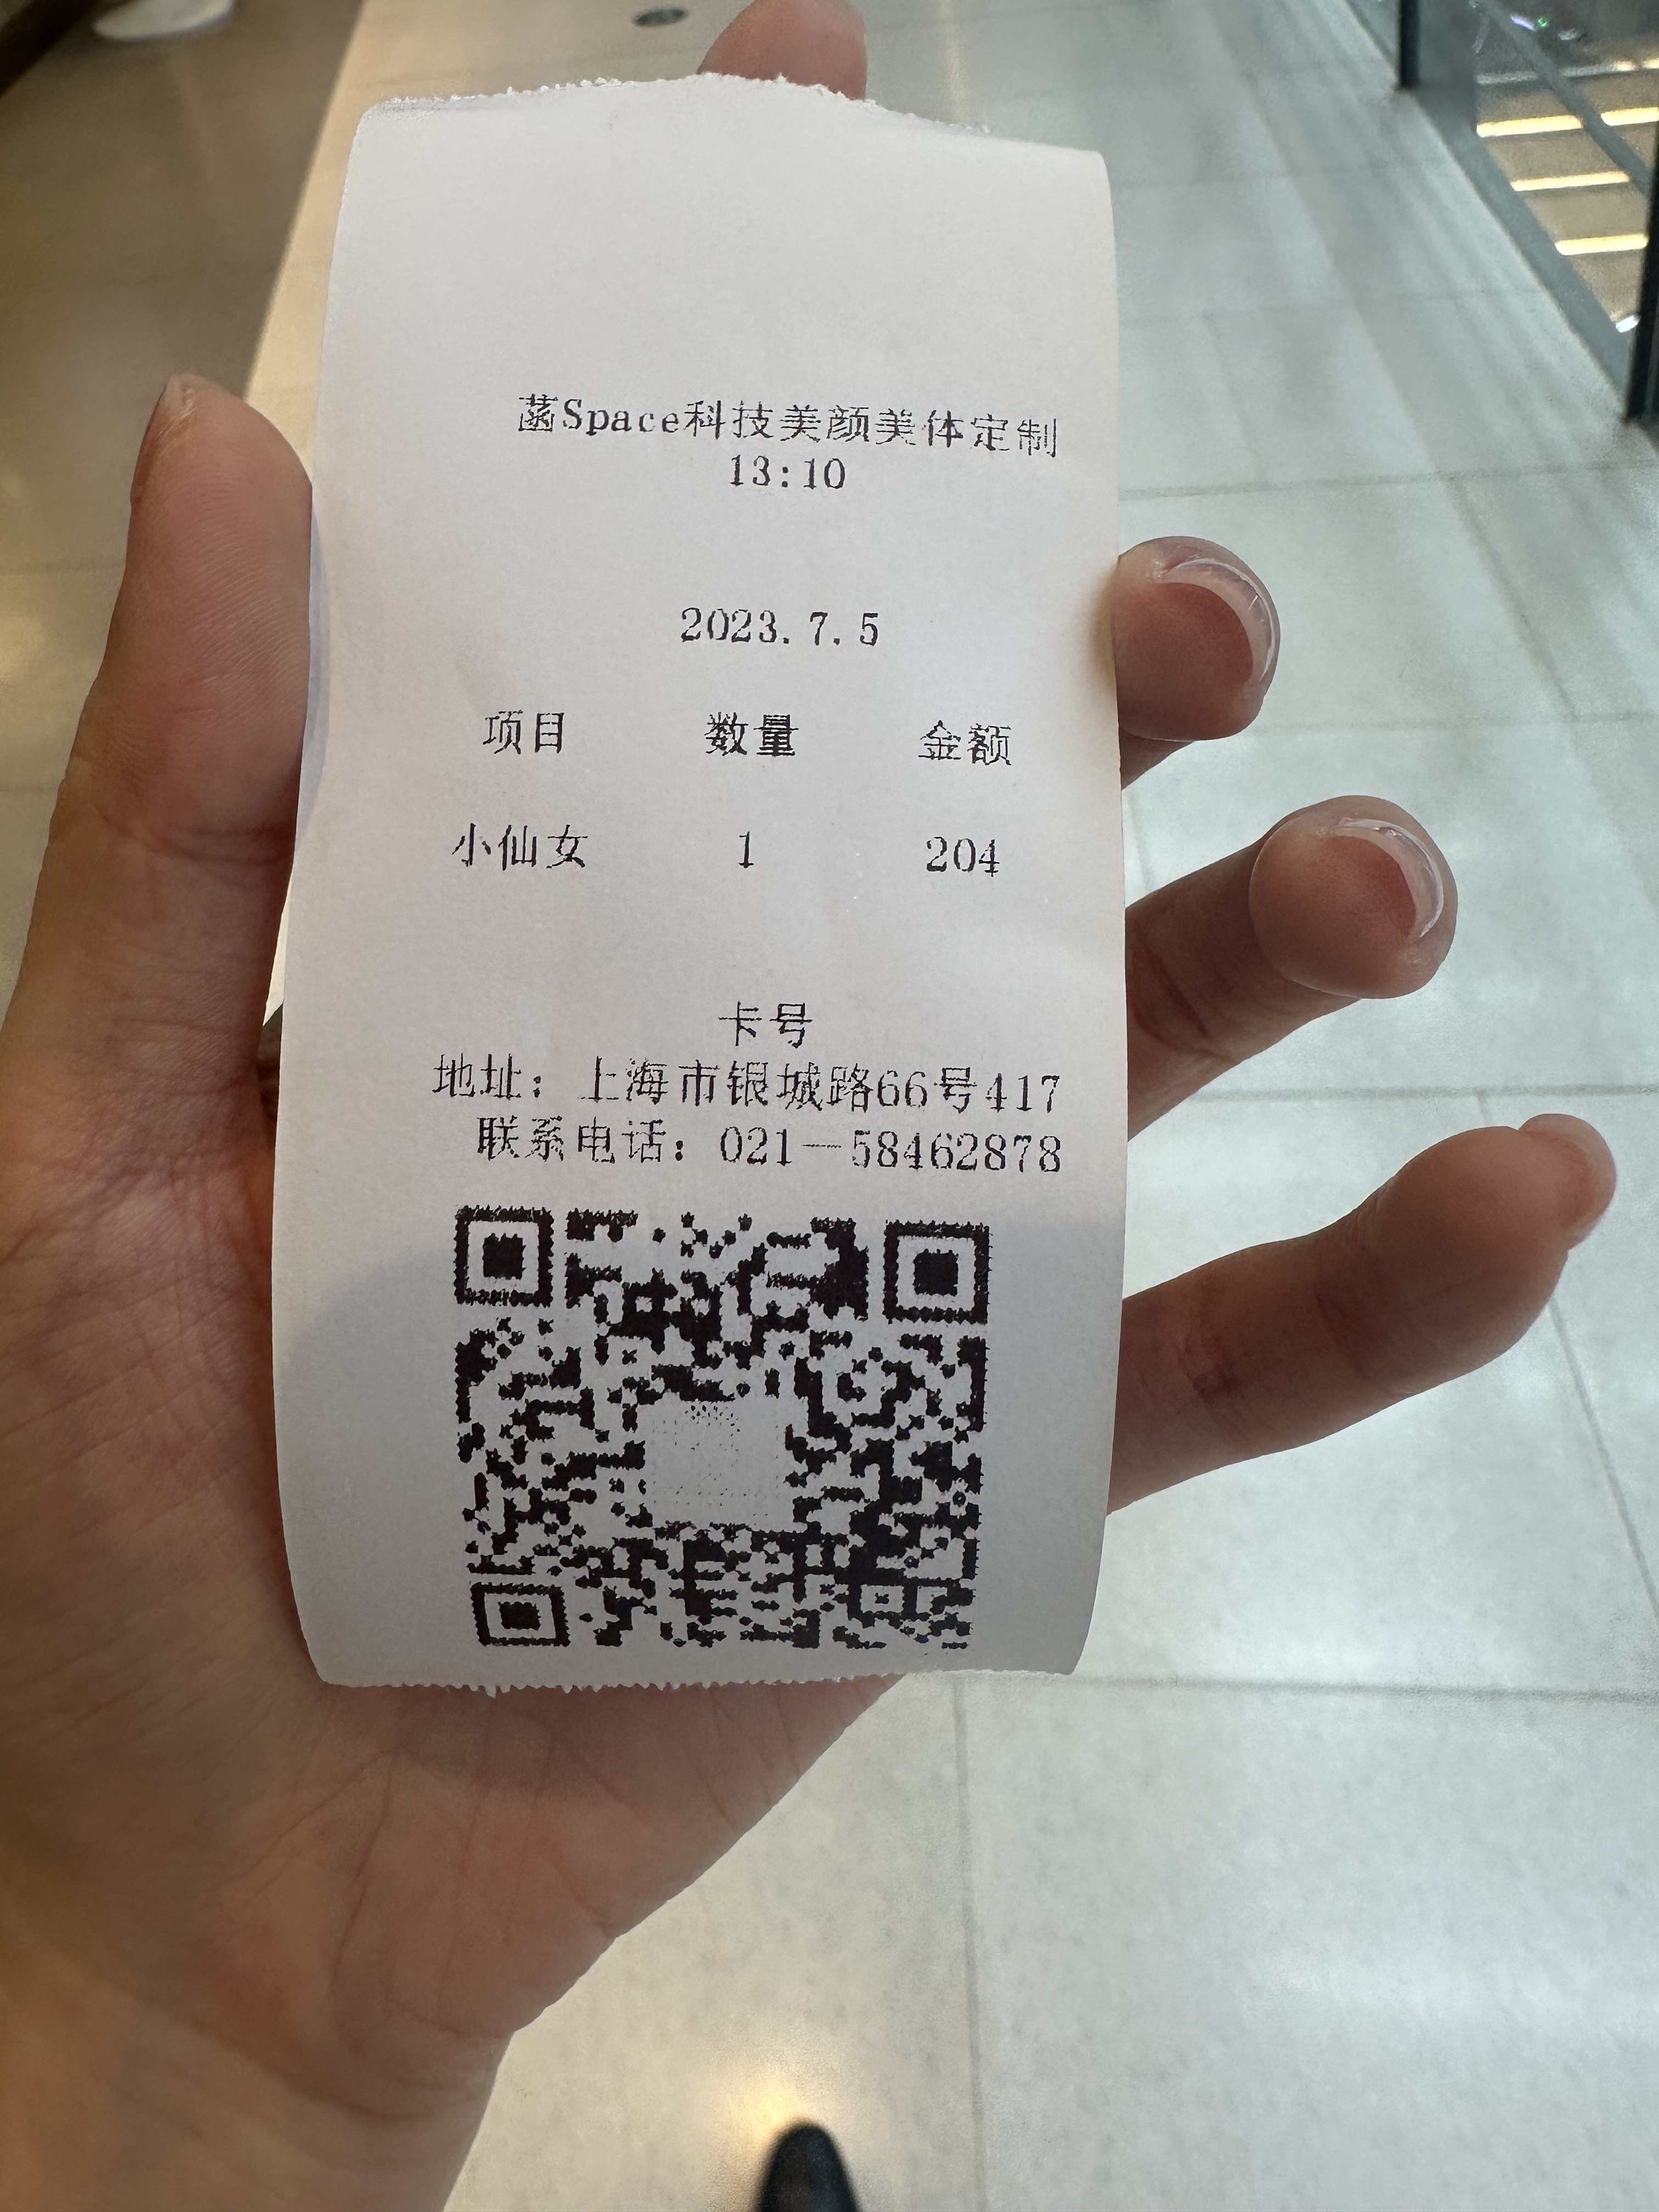 菡Space科技美颜美体定制
13:10
2023.7.5
项目 数量 金额
小仙女 1 204
卡号
地址：上海市银城路66号417
联系电话：021—58462878